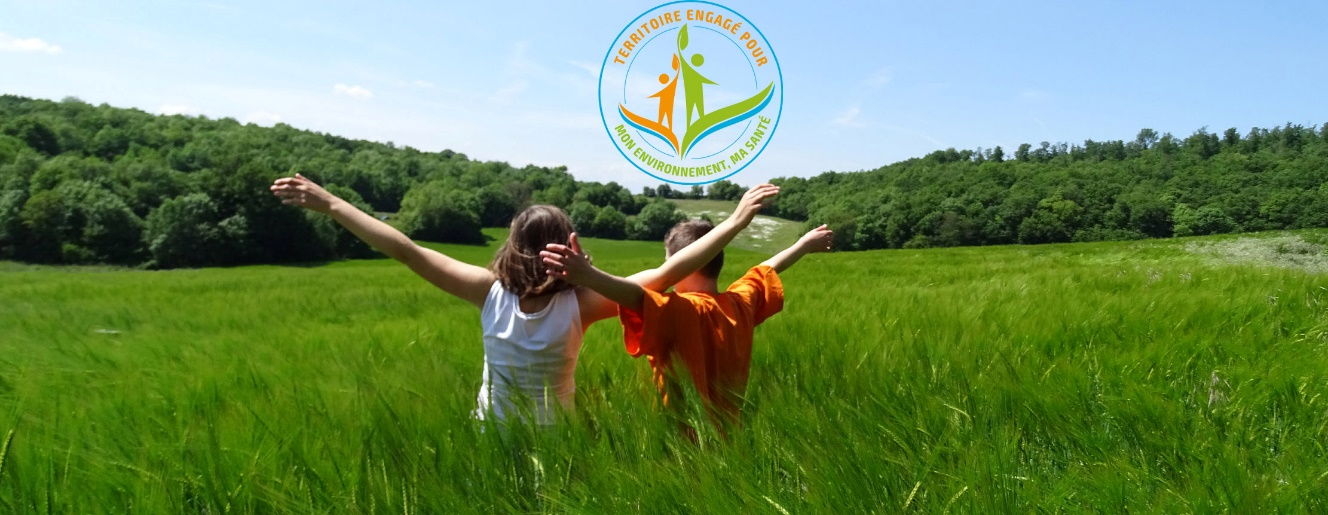 TERRITOIRE ENGAGÉ POUR
MON ENVIRONNEMENT, MA SANTÉ